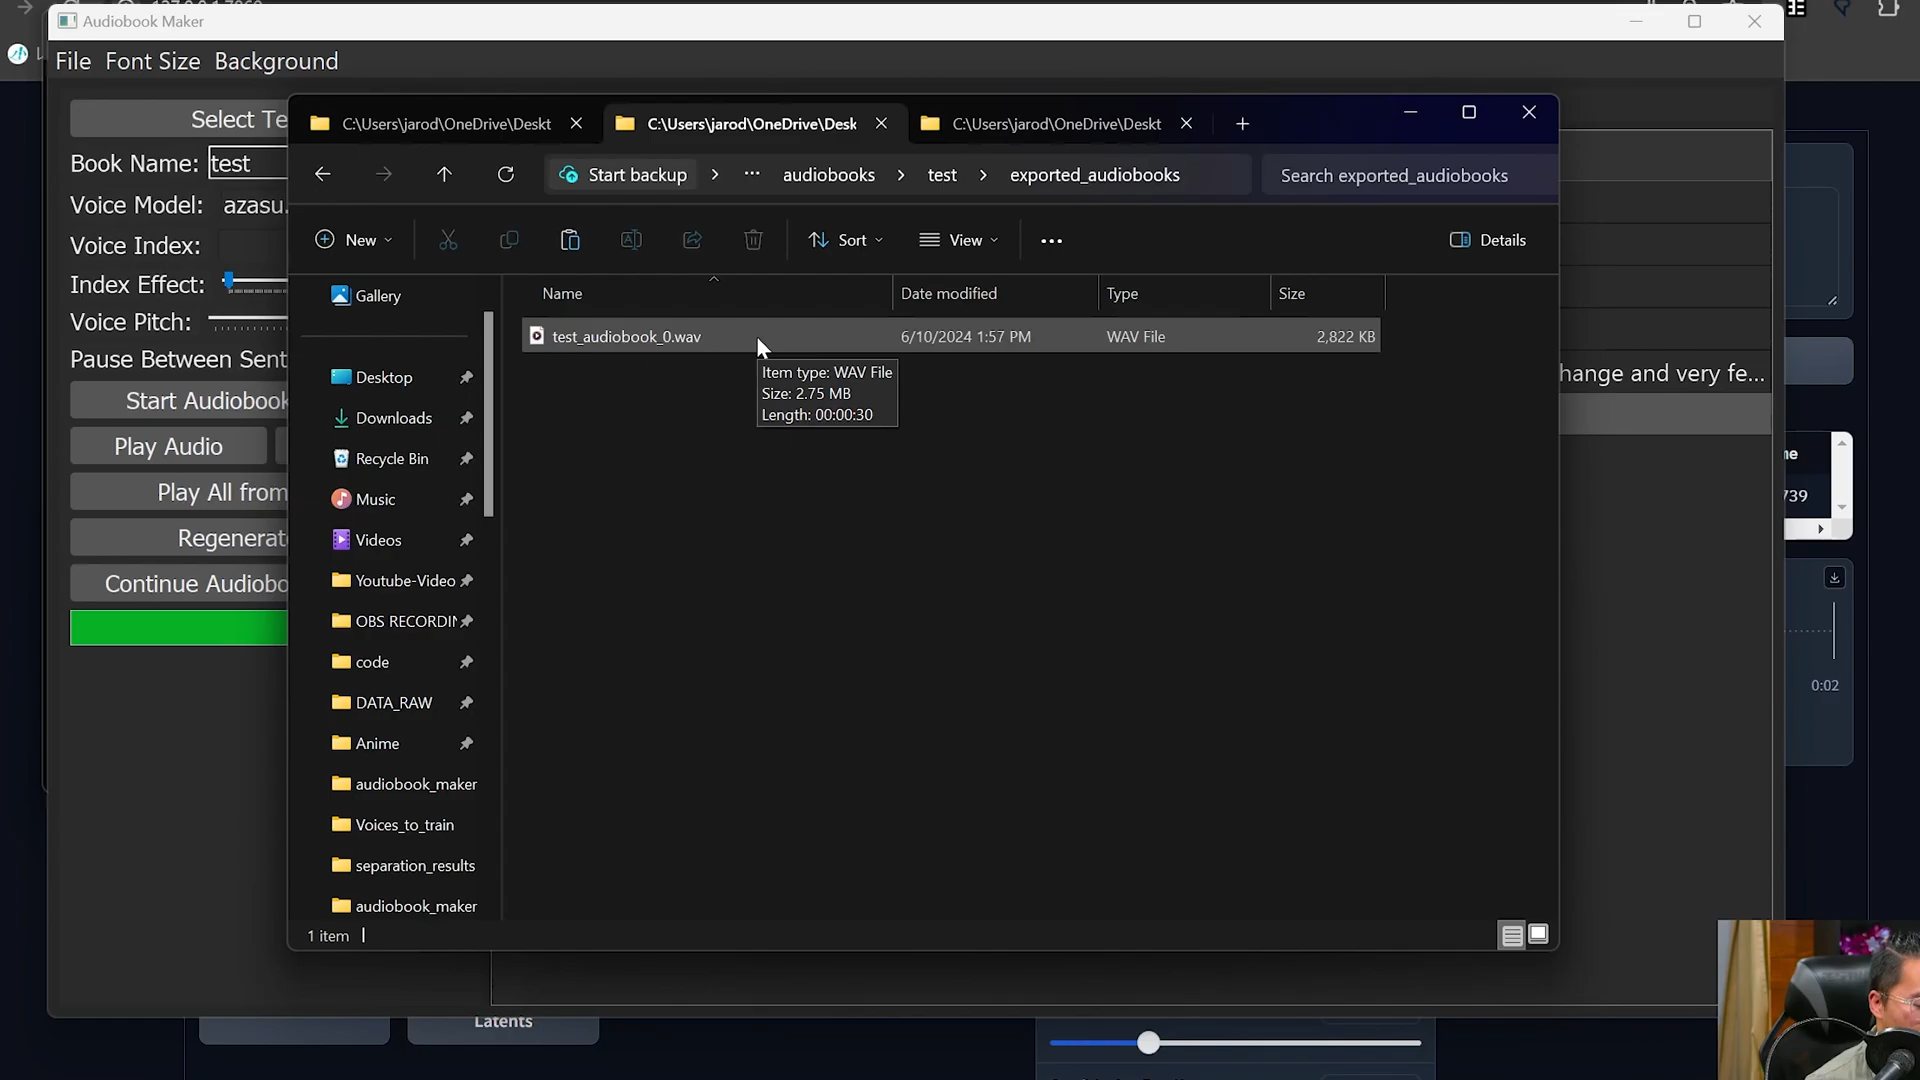 Audiobook Maker
File Font Size Background
Select Te
Book Name: test
Voice Model: azasu.
Voice Index:
Index Effect:
Voice Pitch:
Pause Between Sent
Start Audiobook
Play Audio
Play All from
Regenerat
Continue Audiobo
C:\Users\jarod\OneDrive\Deskt
C:\Users\jarod\OneDrive\Desk
C:\Users\jarod\OneDrive\Deskt
Start backup > ... audiobooks > test > exported_audiobooks
Search exported_audiobooks
New Sort View ... Details
Name Date modified Type Size
test_audiobook_0.wav 6/10/2024 1:57 PM WAV File 2,822 KB
Item type: WAV File
Size: 2.75 MB
Length: 00:00:30
Gallery
Desktop
Downloads
Recycle Bin
Music
Videos
Youtube-Video
OBS RECORDIN
code
DATA_RAW
Anime
audiobook_maker
Voices_to_train
separation_results
audiobook_maker
1 item
hange and very fe...
me
739
0:02
Latents